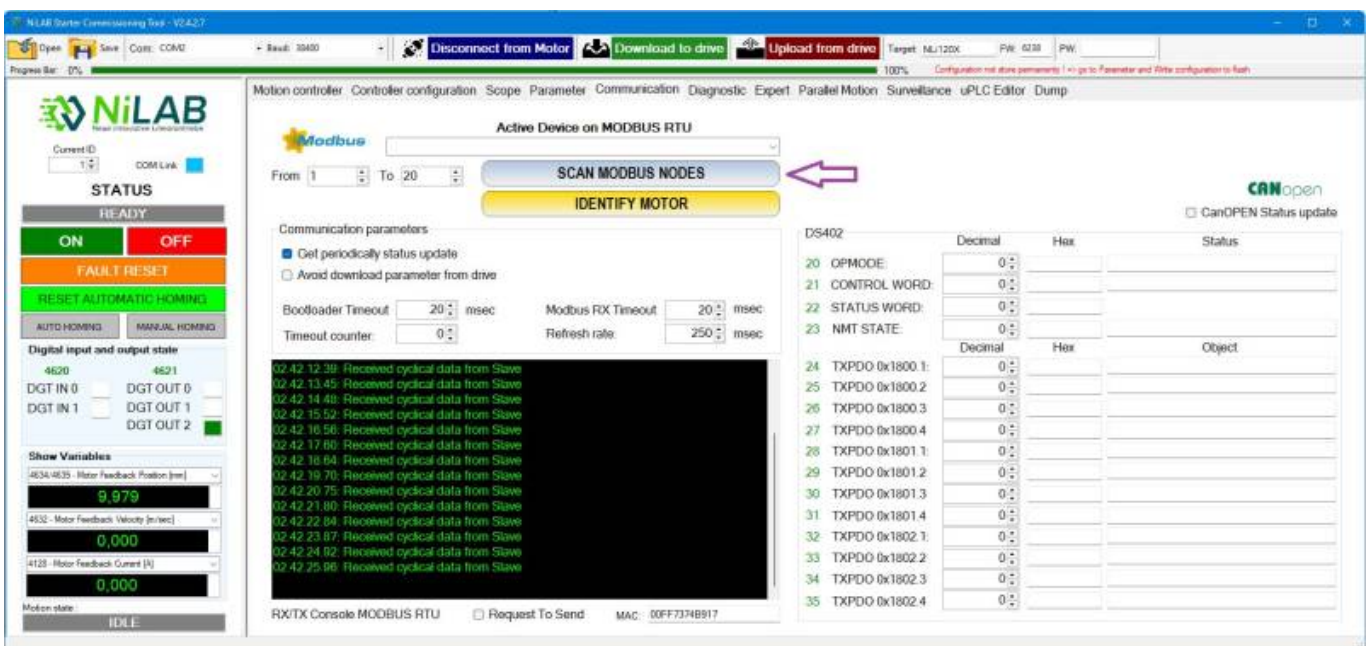 NiLAB Starter Commissioning Tool - V2.4.2.7
Open Save Com: COM2 Baud: 38400 Disconnect from Motor Download to drive Upload from drive Target: NLI120X FW: 6238 PW:
Progress Bar: 0% 100% Configuration not store permanently ! => go to Parameter and Write configuration to flash
Motion controller Controller configuration Scope Parameter Communication Diagnostic Expert Parallel Motion Surveillance uPLC Editor Dump
NiLAB
Current ID
1 COM Link
STATUS
READY
ON OFF
FAULT RESET
RESET AUTOMATIC HOMING
AUTO HOMING MANUAL HOMING
Digital input and output state
4620 4621
DGT IN 0 DGT OUT 0
DGT IN 1 DGT OUT 1
DGT OUT 2
Show Variables
4634/4635 - Motor Feedback Position [mm]
9,979
4632 - Motor Feedback Velocity [m/sec]
0,000
4128 - Motor Feedback Current [A]
0,000
Motion state :
IDLE
Modbus
Active Device on MODBUS RTU
From 1 To 20 SCAN MODBUS NODES
IDENTIFY MOTOR
Communication parameters
Get periodically status update
Avoid download parameter from drive
Bootloader Timeout 20 msec Modbus RX Timeout 20 msec
Timeout counter: 0 Refresh rate: 250 msec
02.42.12.39: Received cyclical data from Slave
02.42.13.45: Received cyclical data from Slave
02.42.14.48: Received cyclical data from Slave
02.42.15.52: Received cyclical data from Slave
02.42.16.56: Received cyclical data from Slave
02.42.17.60: Received cyclical data from Slave
02.42.18.64: Received cyclical data from Slave
02.42.19.70: Received cyclical data from Slave
02.42.20.75: Received cyclical data from Slave
02.42.21.80: Received cyclical data from Slave
02.42.22.84: Received cyclical data from Slave
02.42.23.87: Received cyclical data from Slave
02.42.24.92: Received cyclical data from Slave
02.42.25.96: Received cyclical data from Slave
RX/TX Console MODBUS RTU Request To Send MAC: 00FF7374B917
CANopen
CanOPEN Status update
DS402
Decimal Hex Status
20 OPMODE: 0
21 CONTROL WORD: 0
22 STATUS WORD: 0
23 NMT STATE: 0
Decimal Hex Object
24 TXPDO 0x1800.1: 0
25 TXPDO 0x1800.2 0
26 TXPDO 0x1800.3 0
27 TXPDO 0x1800.4 0
28 TXPDO 0x1801.1: 0
29 TXPDO 0x1801.2 0
30 TXPDO 0x1801.3 0
31 TXPDO 0x1801.4 0
32 TXPDO 0x1802.1: 0
33 TXPDO 0x1802.2 0
34 TXPDO 0x1802.3 0
35 TXPDO 0x1802.4 0